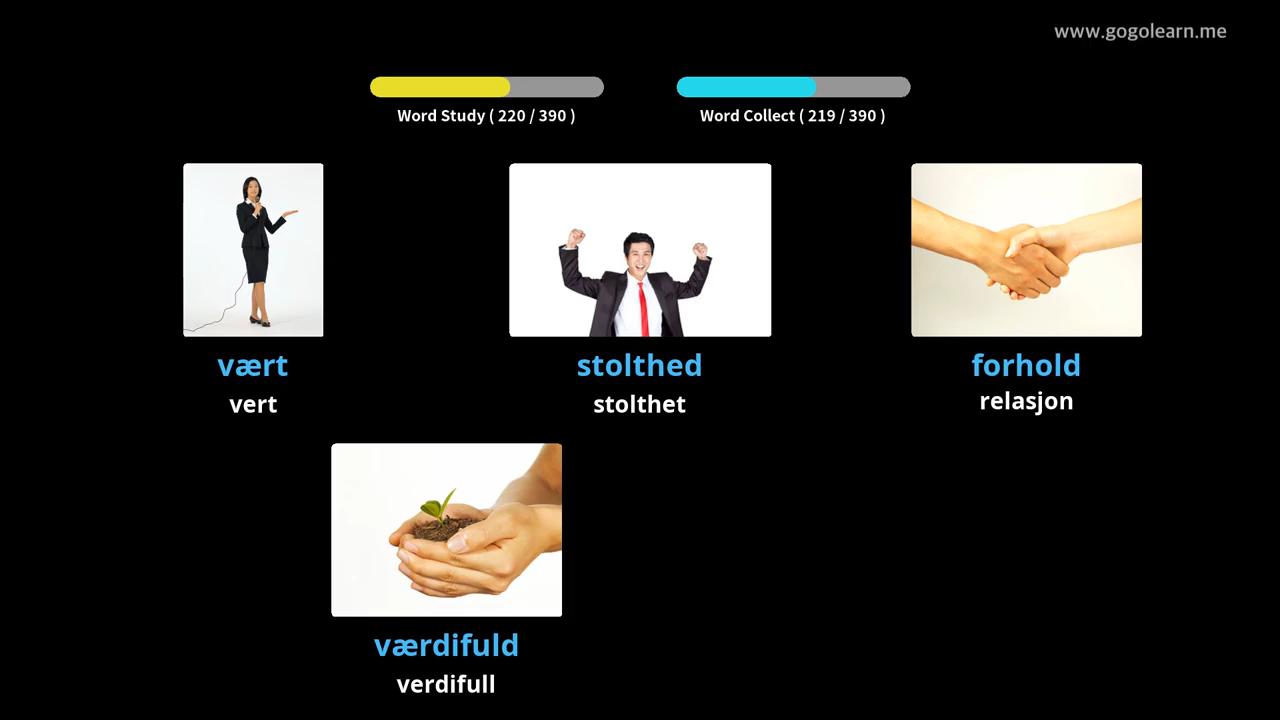 www.gogolearn.me
Word Study ( 220 / 390 )
Word Collect ( 219 / 390 )
vært
stolthed
forhold
vert
stolthet
relasjon
værdifuld
verdifull